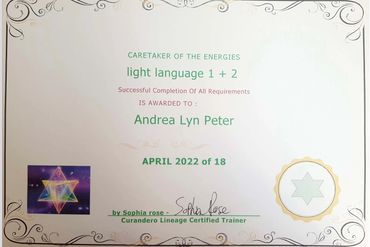 CARETAKER OF THE ENERGIES
light language 1 + 2
Successful Completion Of All Requirements
IS AWARDED TO :
Andrea Lyn Peter
APRIL 2022 of 18
by Sophia rose - Sophia Rose
Curandero Lineage Certified Trainer